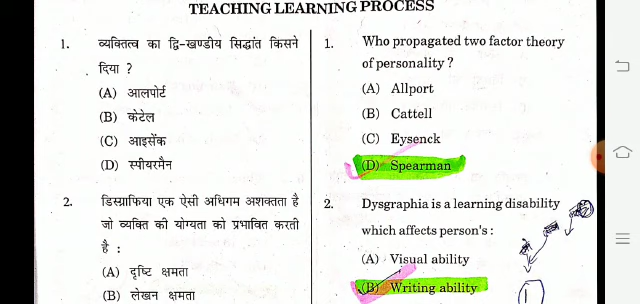 TEACHING LEARNING PROCESS
1. व्यक्तित्व का द्वि-खण्डीय सिद्धांत किसने
दिया ?
(A) आलपोर्ट
(B) केटेल
(C) आइसेंक
(D) स्पीयरमैन
2. डिस्ग्राफिया एक ऐसी अधिगम अशक्तता है
जो व्यक्ति की योग्यता को प्रभावित करती
है :
(A) दृष्टि क्षमता
(B) लेखन क्षमता
1. Who propagated two factor theory
of personality ?
(A) Allport
(B) Cattell
(C) Eysenck
(D) Spearman
2. Dysgraphia is a learning disability
which affects person's :
(A) Visual ability
(B) Writing ability